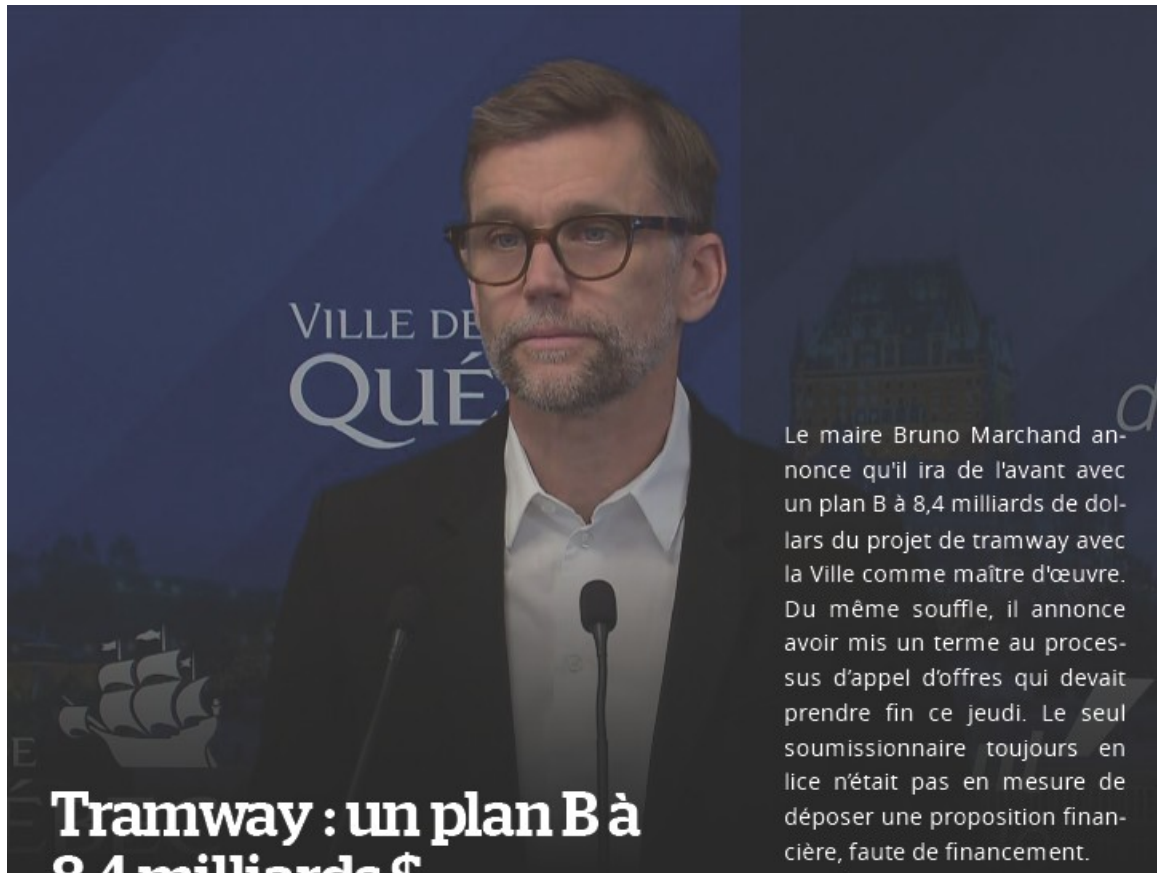 VILLE DE
QUÉ
d
Le maire Bruno Marchand an-
nonce qu'il ira de l'avant avec
un plan B à 8,4 milliards de dol-
lars du projet de tramway avec
la Ville comme maître d'œuvre.
Du même souffle, il annonce
avoir mis un terme au proces-
sus d’appel d’offres qui devait
prendre fin ce jeudi. Le seul
soumissionnaire toujours en
lice n’était pas en mesure de
déposer une proposition finan-
cière, faute de financement.
E
Tramway : un plan B à
8,4 milliards $